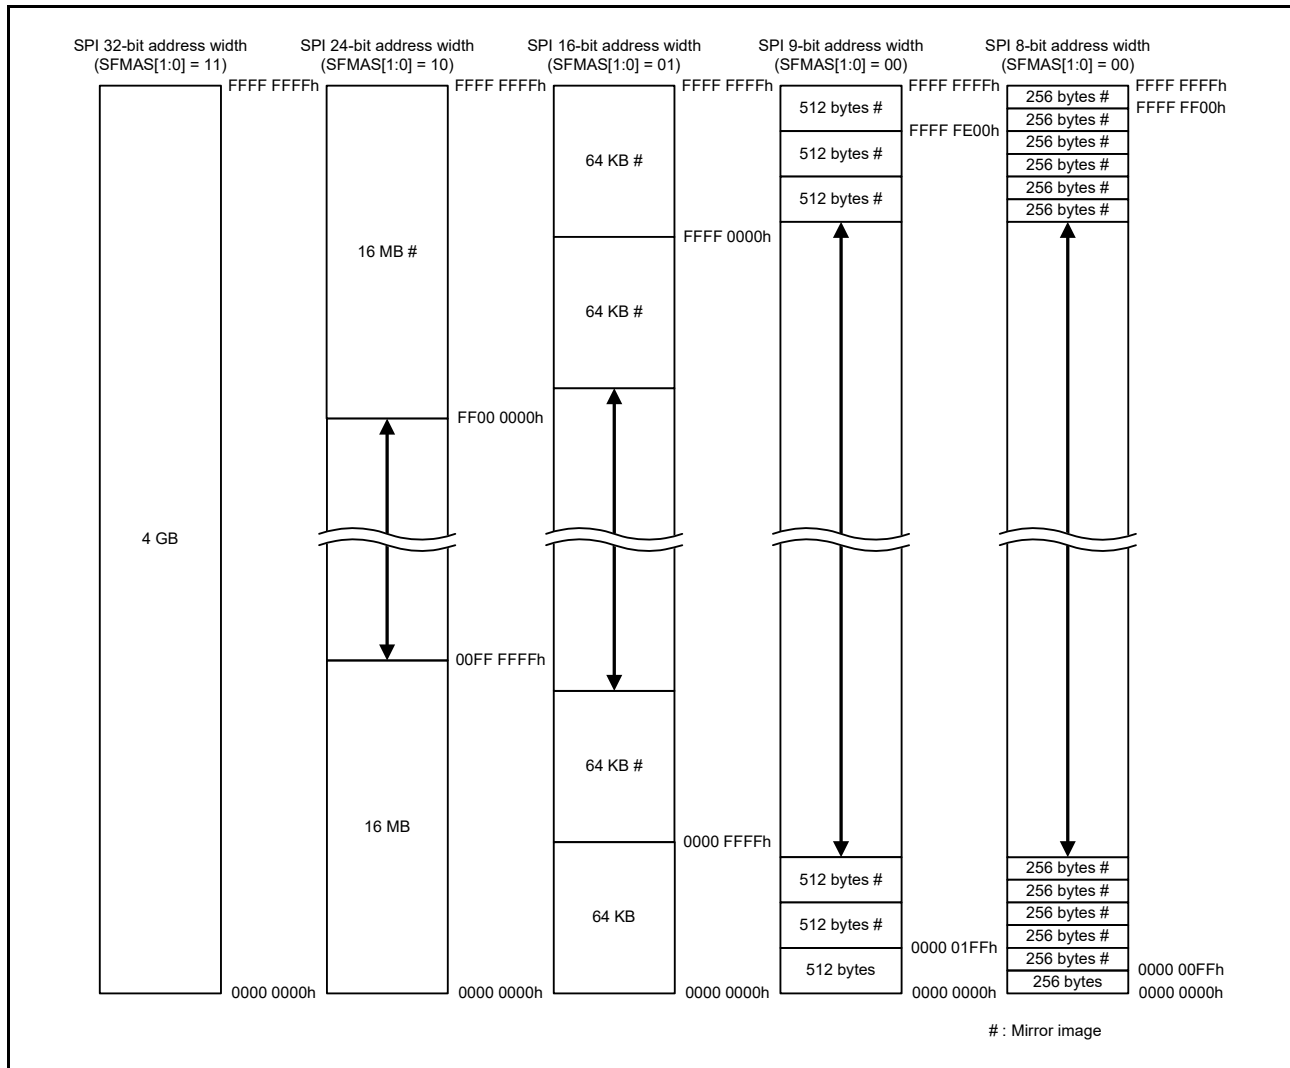 SPI 32-bit address width
(SFMAS[1:0] = 11)
FFFF FFFFh
4 GB
0000 0000h
SPI 24-bit address width
(SFMAS[1:0] = 10)
FFFF FFFFh
16 MB #
FF00 0000h
00FF FFFFh
16 MB
0000 0000h
SPI 16-bit address width
(SFMAS[1:0] = 01)
FFFF FFFFh
64 KB #
FFFF 0000h
64 KB #
64 KB #
0000 FFFFh
64 KB
0000 0000h
SPI 9-bit address width
(SFMAS[1:0] = 00)
FFFF FFFFh
512 bytes #
FFFF FE00h
512 bytes #
512 bytes #
512 bytes #
512 bytes #
0000 01FFh
512 bytes
0000 0000h
SPI 8-bit address width
(SFMAS[1:0] = 00)
FFFF FFFFh
256 bytes #
FFFF FF00h
256 bytes #
256 bytes #
256 bytes #
256 bytes #
256 bytes #
256 bytes #
256 bytes #
256 bytes #
256 bytes #
256 bytes #
0000 00FFh
256 bytes
0000 0000h
# : Mirror image